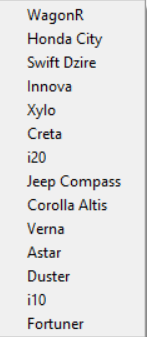 WagonR
Honda City
Swift Dzire
Innova
Xylo
Creta
i20
Jeep Compass
Corolla Altis
Verna
Astar
Duster
i10
Fortuner